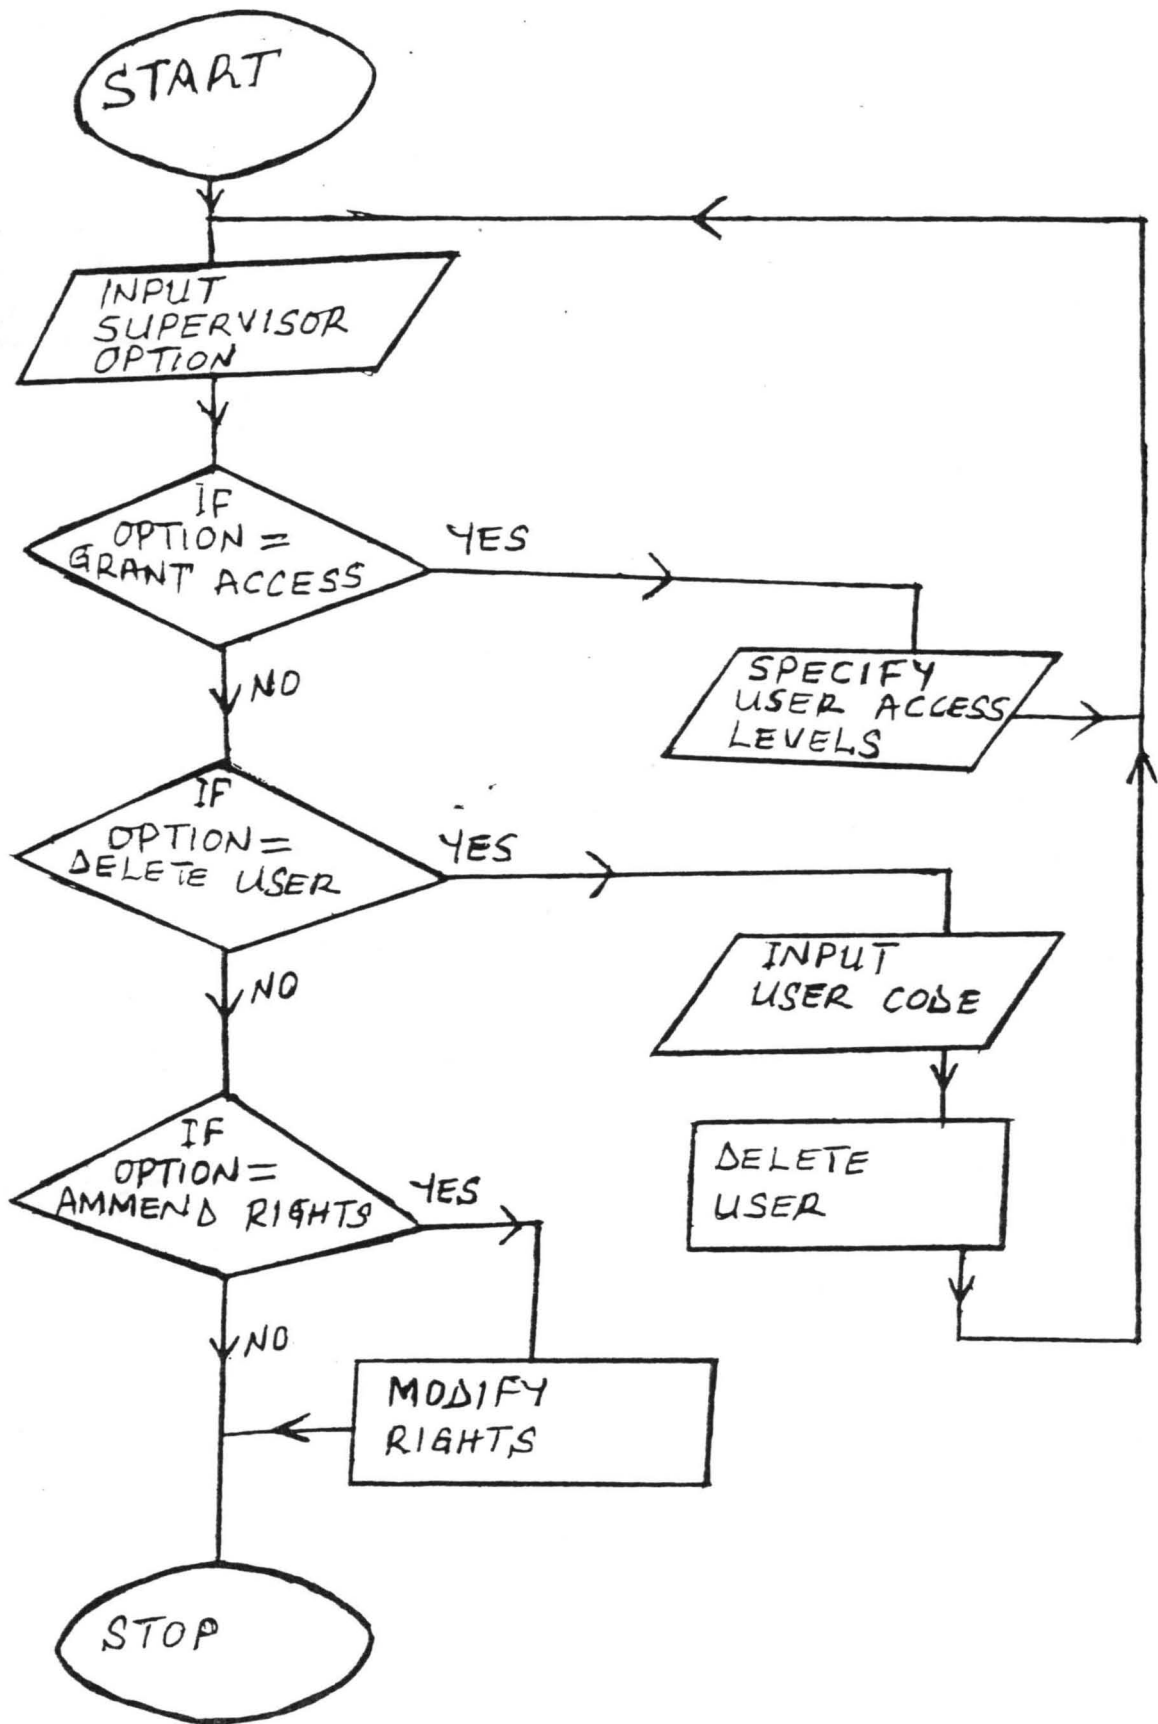 START
INPUT
SUPERVISOR
OPTION
IF
OPTION =
GRANT ACCESS
YES
NO
SPECIFY
USER ACCESS
LEVELS
IF
OPTION =
DELETE USER
YES
NO
INPUT
USER CODE
DELETE
USER
IF
OPTION =
AMMEND RIGHTS
YES
NO
MODIFY
RIGHTS
STOP